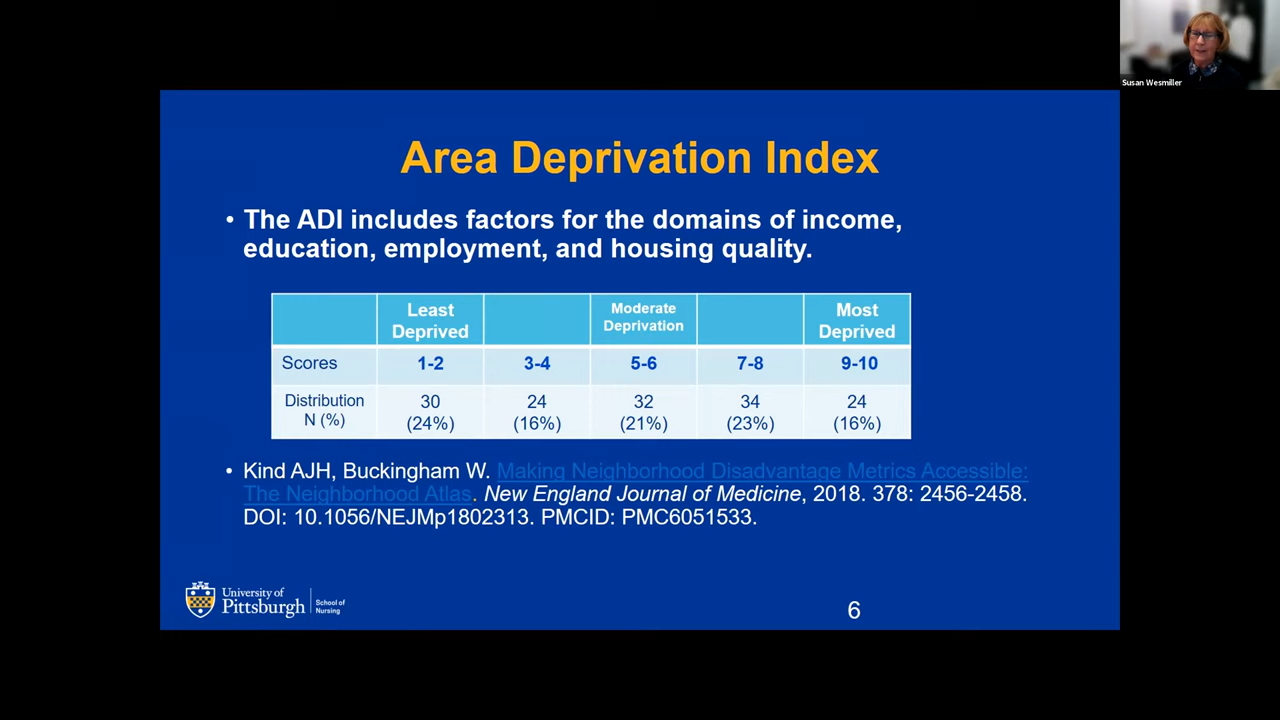 Susan Wesmiller
Area Deprivation Index
• The ADI includes factors for the domains of income,
education, employment, and housing quality.
Least Deprived
Moderate Deprivation
Most Deprived
Scores 1-2 3-4 5-6 7-8 9-10
Distribution N (%) 30 (24%) 24 (16%) 32 (21%) 34 (23%) 24 (16%)
• Kind AJH, Buckingham W. Making Neighborhood Disadvantage Metrics Accessible:
The Neighborhood Atlas. New England Journal of Medicine, 2018. 378: 2456-2458.
DOI: 10.1056/NEJMp1802313. PMCID: PMC6051533.
University of
Pittsburgh
School of
Nursing
6